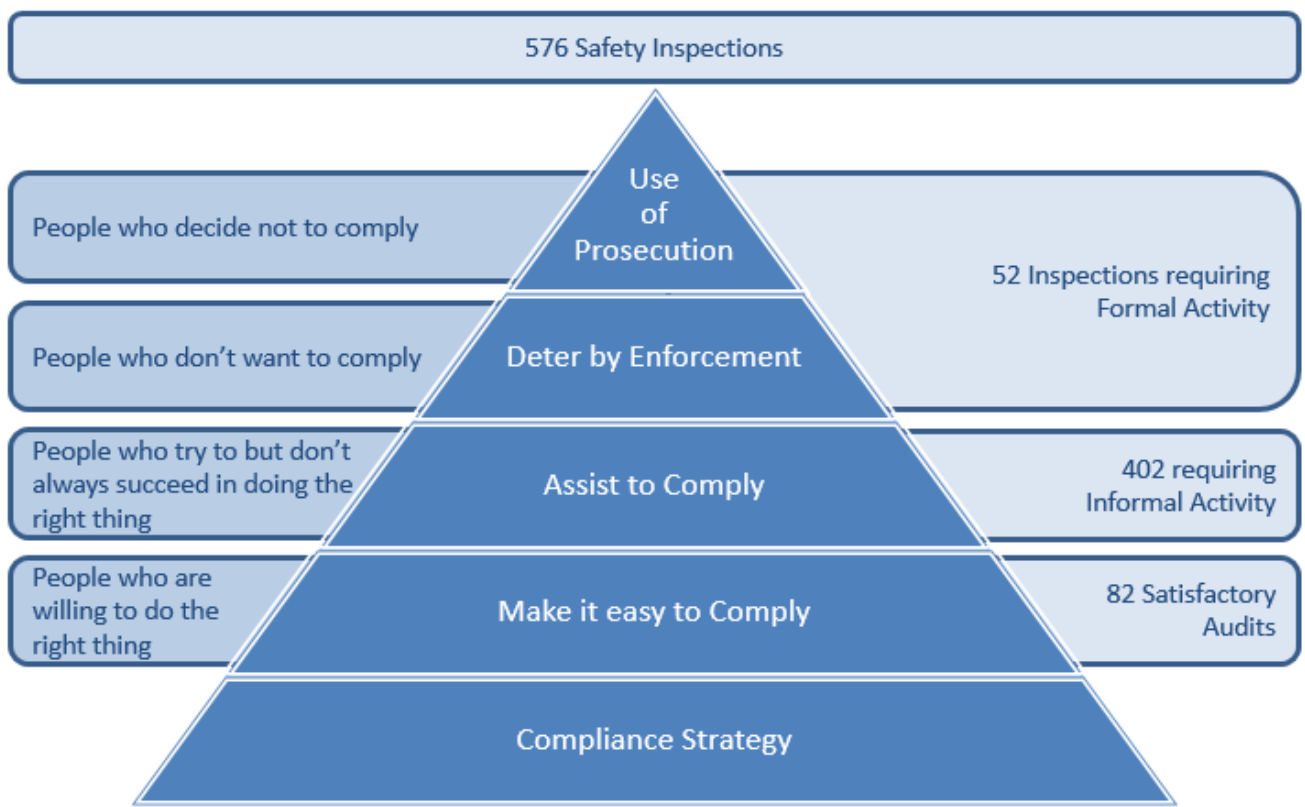 576 Safety Inspections
Use
of
Prosecution
People who decide not to comply
52 Inspections requiring
Formal Activity
People who don’t want to comply
Deter by Enforcement
People who try to but don’t
always succeed in doing the
right thing
Assist to Comply
402 requiring
Informal Activity
People who are
willing to do the
right thing
Make it easy to Comply
82 Satisfactory
Audits
Compliance Strategy